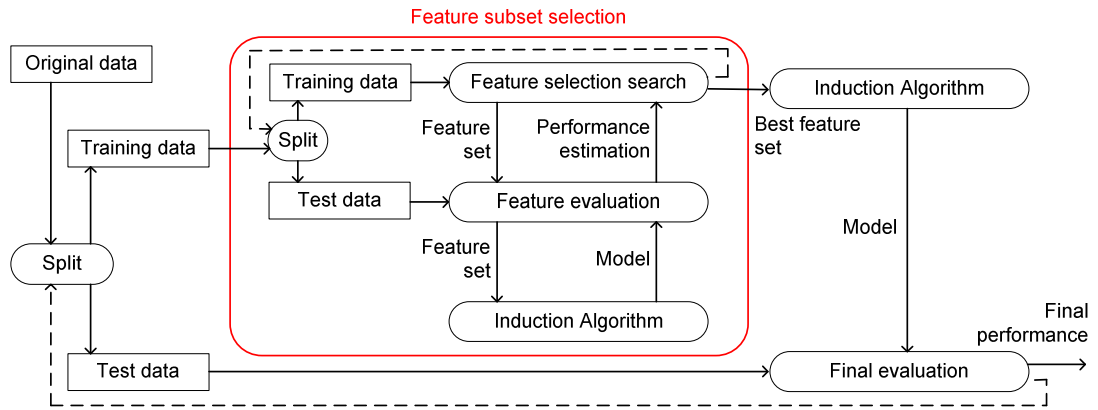 Feature subset selection
Original data
Training data
Feature selection search
Induction Algorithm
Training data
Split
Feature
set
Performance
estimation
Best feature
set
Test data
Feature evaluation
Split
Feature
set
Model
Model
Induction Algorithm
Final
performance
Test data
Final evaluation